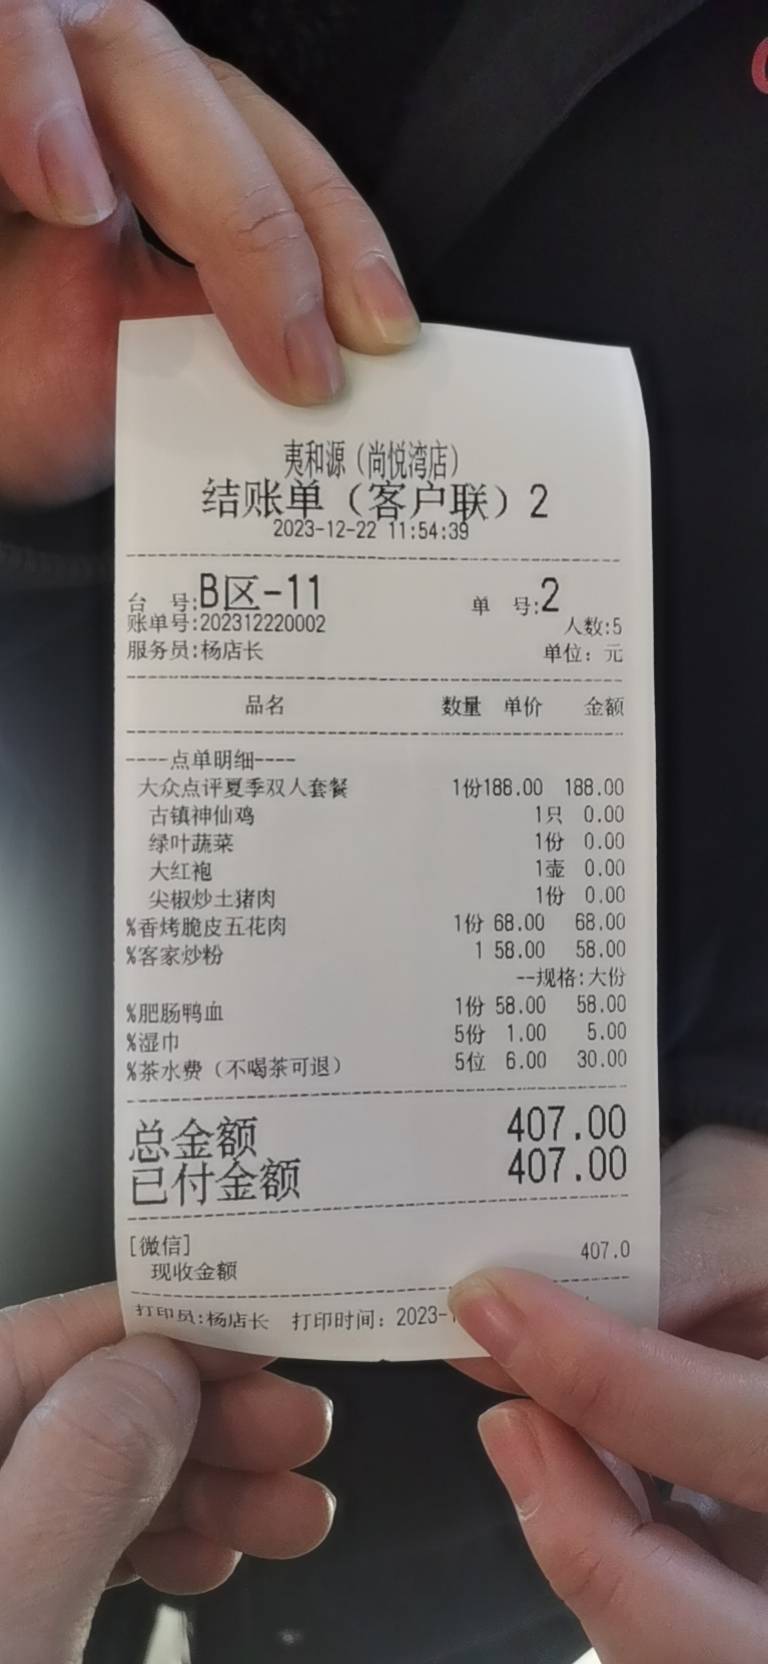 夷和源（尚悦湾店）
结账单（客户联）2
2023-12-22 11:54:39
台 号:B区-11 单 号:2
账单号:202312220002 人数:5
服务员:杨店长 单位：元
品名 数量 单价 金额
----点单明细----
大众点评夏季双人套餐 1份188.00 188.00
古镇神仙鸡 1只 0.00
绿叶蔬菜 1份 0.00
大红袍 1壶 0.00
尖椒炒土猪肉 1份 0.00
%香烤脆皮五花肉 1份 68.00 68.00
%客家炒粉 1 58.00 58.00
--规格:大份
%肥肠鸭血 1份 58.00 58.00
%湿巾 5份 1.00 5.00
%茶水费（不喝茶可退） 5位 6.00 30.00
总金额 407.00
已付金额 407.00
[微信] 407.0
现收金额
打印员:杨店长 打印时间：2023-